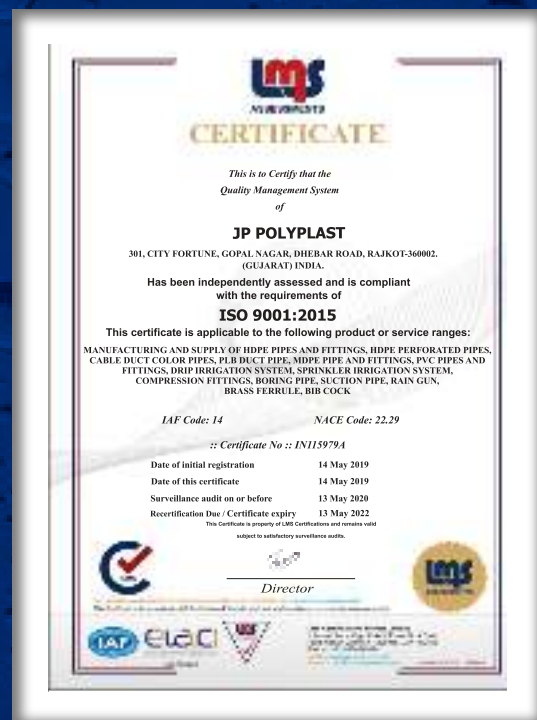 LMS
CERTIFICATE
This is to Certify that the
Quality Management System
of
JP POLYPLAST
301, CITY FORTUNE, GOPAL NAGAR, DHEBAR ROAD, RAJKOT-360002.
(GUJARAT) INDIA.
Has been independently assessed and is compliant
with the requirements of
ISO 9001:2015
This certificate is applicable to the following product or service ranges:
MANUFACTURING AND SUPPLY OF HDPE PIPES AND FITTINGS, HDPE PERFORATED PIPES,
CABLE DUCT COLOR PIPES, PLB DUCT PIPE, MDPE PIPE AND FITTINGS, PVC PIPES AND
FITTINGS, DRIP IRRIGATION SYSTEM, SPRINKLER IRRIGATION SYSTEM,
COMPRESSION FITTINGS, BORING PIPE, SUCTION PIPE, RAIN GUN,
BRASS FERRULE, BIB COCK
IAF Code: 14 NACE Code: 22.29
:: Certificate No :: IN115979A
Date of initial registration 14 May 2019
Date of this certificate 14 May 2019
Surveillance audit on or before 13 May 2020
Recertification Due / Certificate expiry 13 May 2022
This Certificate is property of LMS Certifications and remains valid
subject to satisfactory surveillance audits.
Director
lms
IAF
LMS